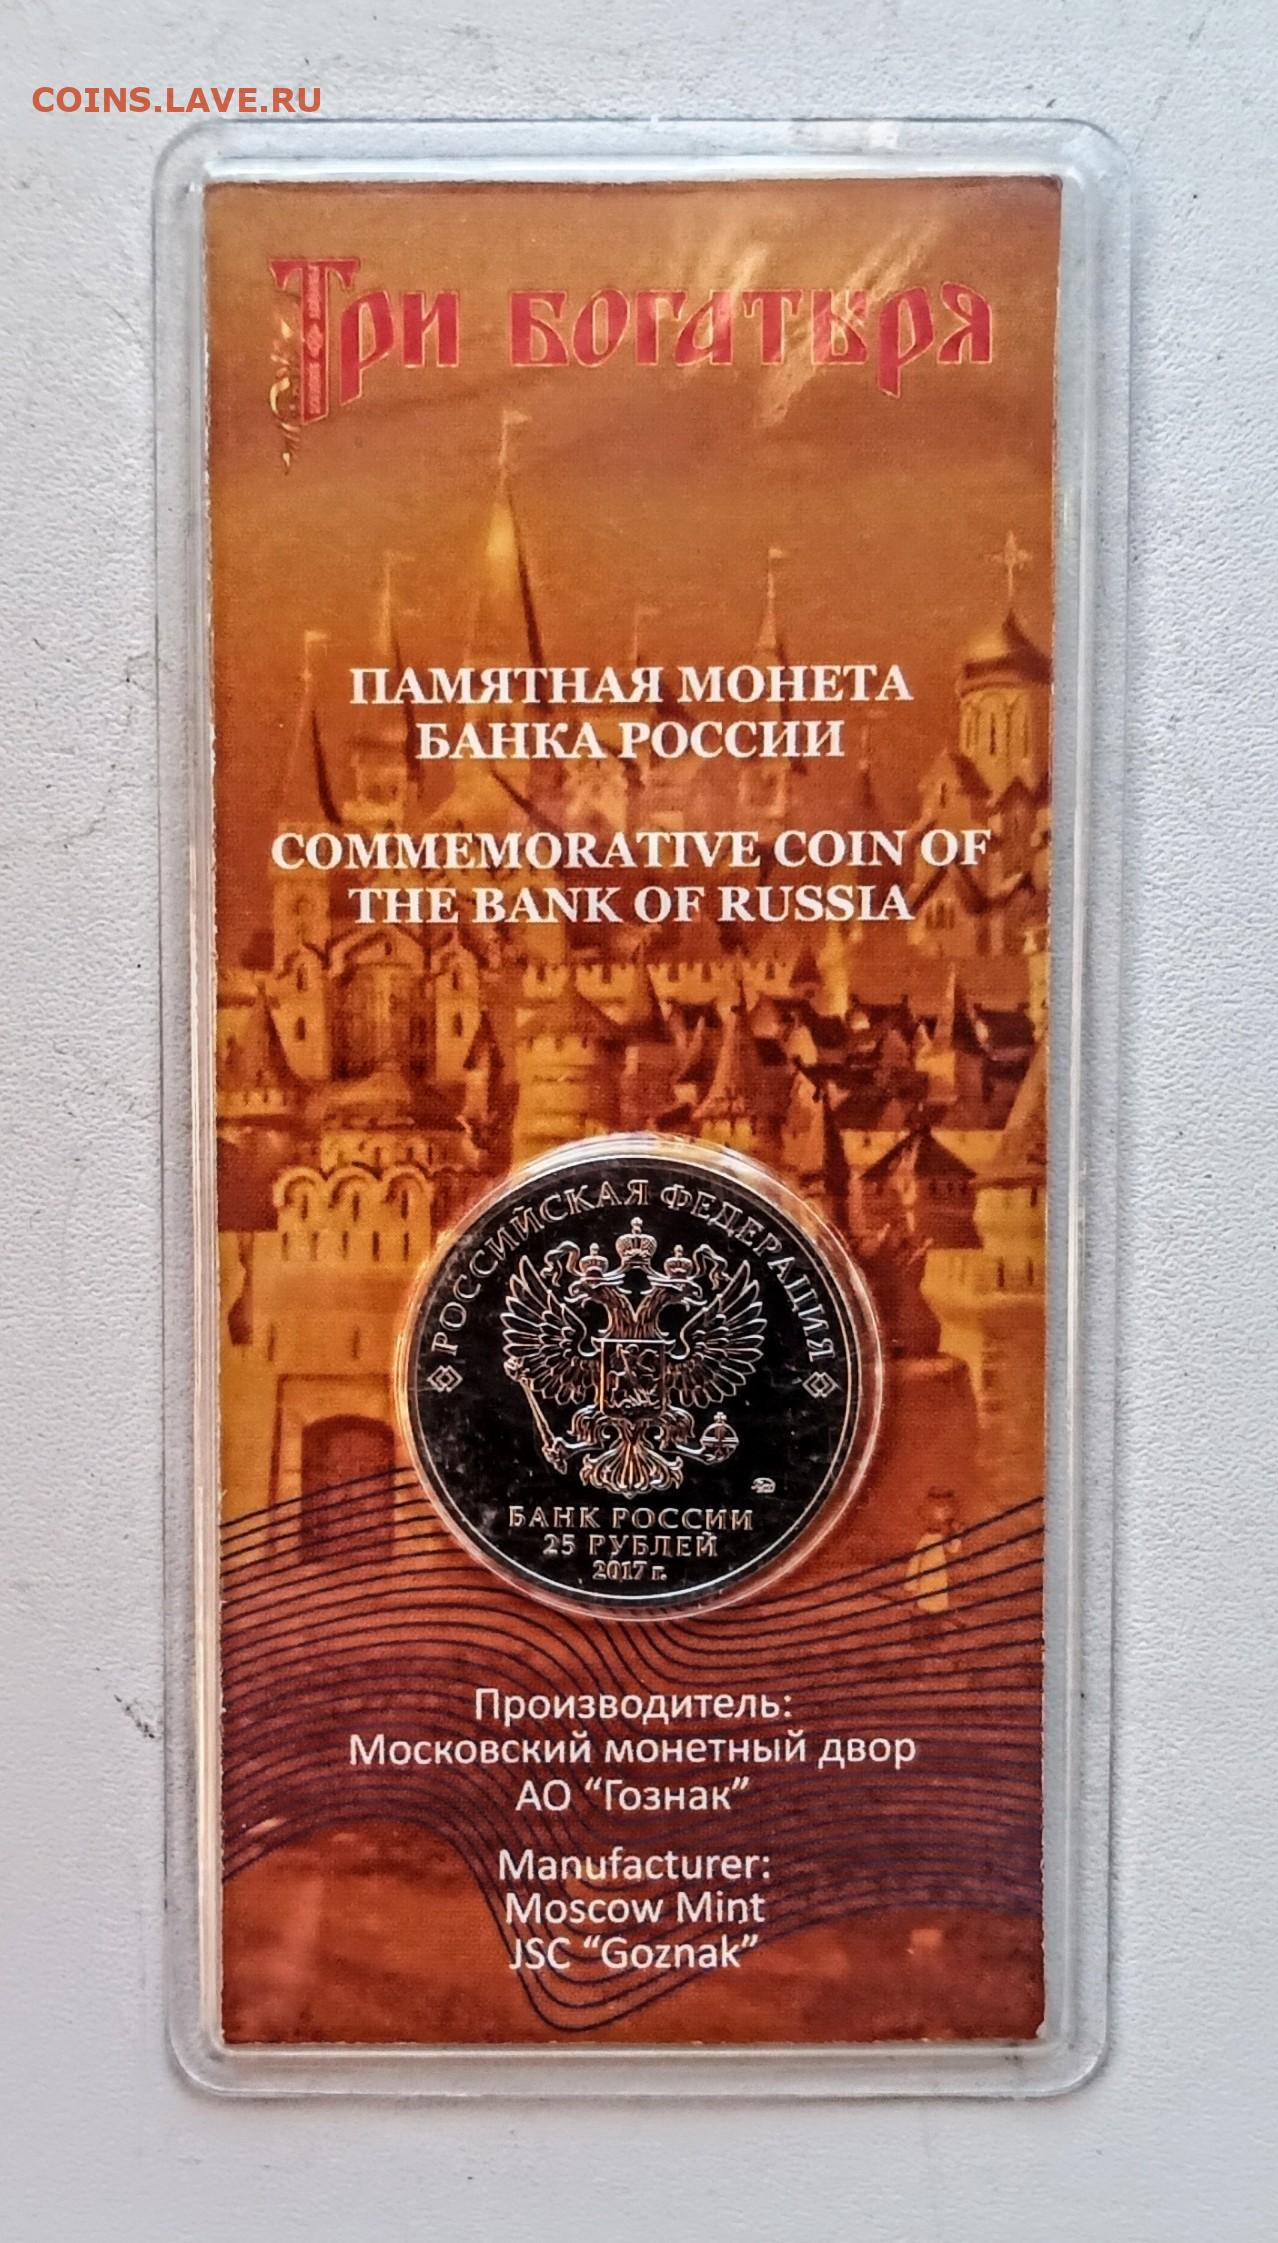 COINS.LAVE.RU
Три богатыря
ПАМЯТНАЯ МОНЕТА
БАНКА РОССИИ
COMMEMORATIVE COIN OF
THE BANK OF RUSSIA
РОССИЙСКАЯ ФЕДЕРАЦИЯ
БАНК РОССИИ
25 РУБЛЕЙ
2017 г.
Производитель:
Московский монетный двор
АО “Гознак”
Manufacturer:
Moscow Mint
JSC “Goznak”